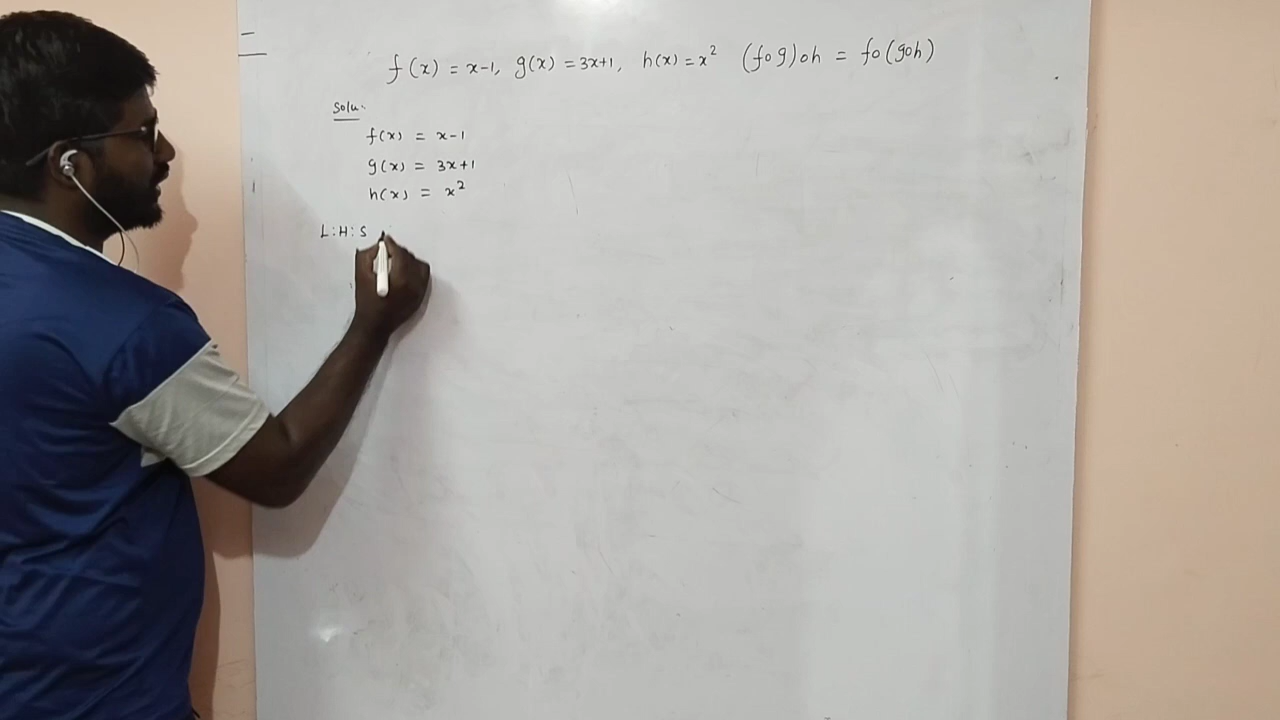 f(x) = x-1, g(x) = 3x+1, h(x) = x² (fog)oh = fo(goh)
Solu:
f(x) = x-1
g(x) = 3x+1
h(x) = x²
L:H:S